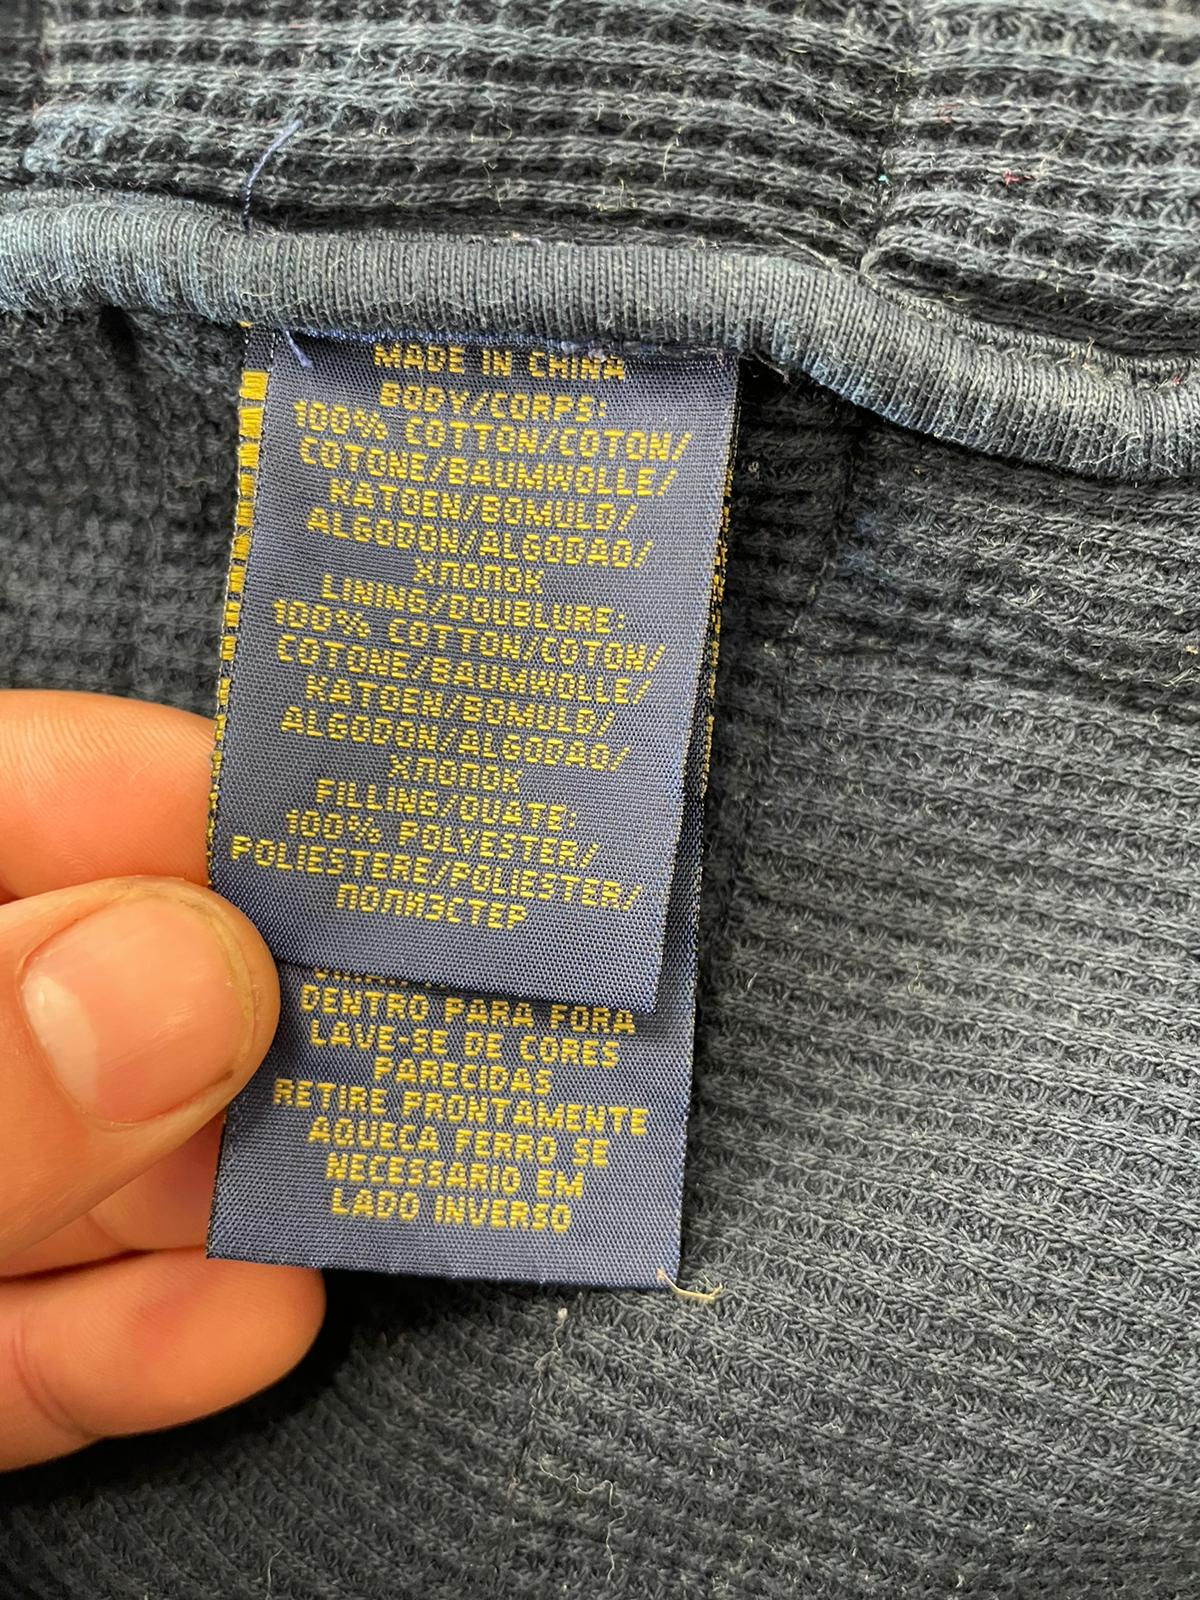 MADE IN CHINA
BODY/CORPS:
100% COTTON/COTON/
COTONE/BAUMWOLLE/
KATOEN/BOMULD/
ALGODON/ALGODAO/
ХЛОПОК
LINING/DOUBLURE:
100% COTTON/COTON/
COTONE/BAUMWOLLE/
KATOEN/BOMULD/
ALGODON/ALGODAO/
ХЛОПОК
FILLING/OUATE:
100% POLYESTER/
POLIESTERE/POLIESTER/
ПОЛИЭСТЕР
DENTRO PARA FORA
LAVE-SE DE CORES
PARECIDAS
RETIRE PRONTAMENTE
AQUECA FERRO SE
NECESSARIO EM
LADO INVERSO